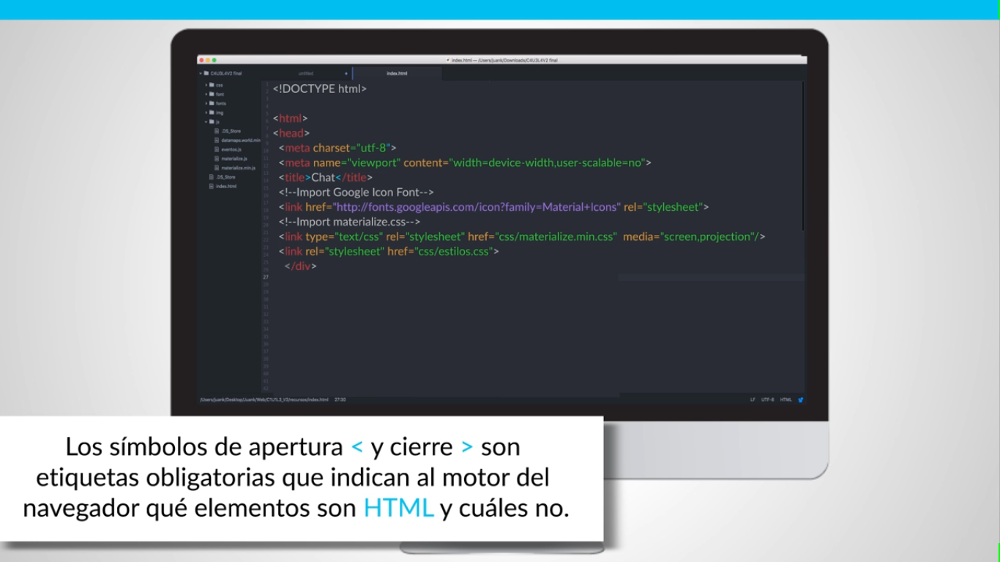 index.html — /Users/juank/Downloads/C4U3L4V2 final
C4U3L4V2 final
untitled
index.html
css
font
fonts
img
js
.DS_Store
datamaps.world.min
eventos.js
materialize.js
materialize.min.js
.DS_Store
index.html
<!DOCTYPE html>
<html>
<head>
<meta charset="utf-8">
<meta name="viewport" content="width=device-width,user-scalable=no">
<title>Chat</title>
<!--Import Google Icon Font-->
<link href="http://fonts.googleapis.com/icon?family=Material+Icons" rel="stylesheet">
<!--Import materialize.css-->
<link type="text/css" rel="stylesheet" href="css/materialize.min.css" media="screen,projection"/>
<link rel="stylesheet" href="css/estilos.css">
</div>
27
/Users/juank/Desktop/Juank/Web/C1U1L3_V3/recursos/index.html 27:30
LF UTF-8 HTML
Los símbolos de apertura < y cierre > son
etiquetas obligatorias que indican al motor del
navegador qué elementos son HTML y cuáles no.